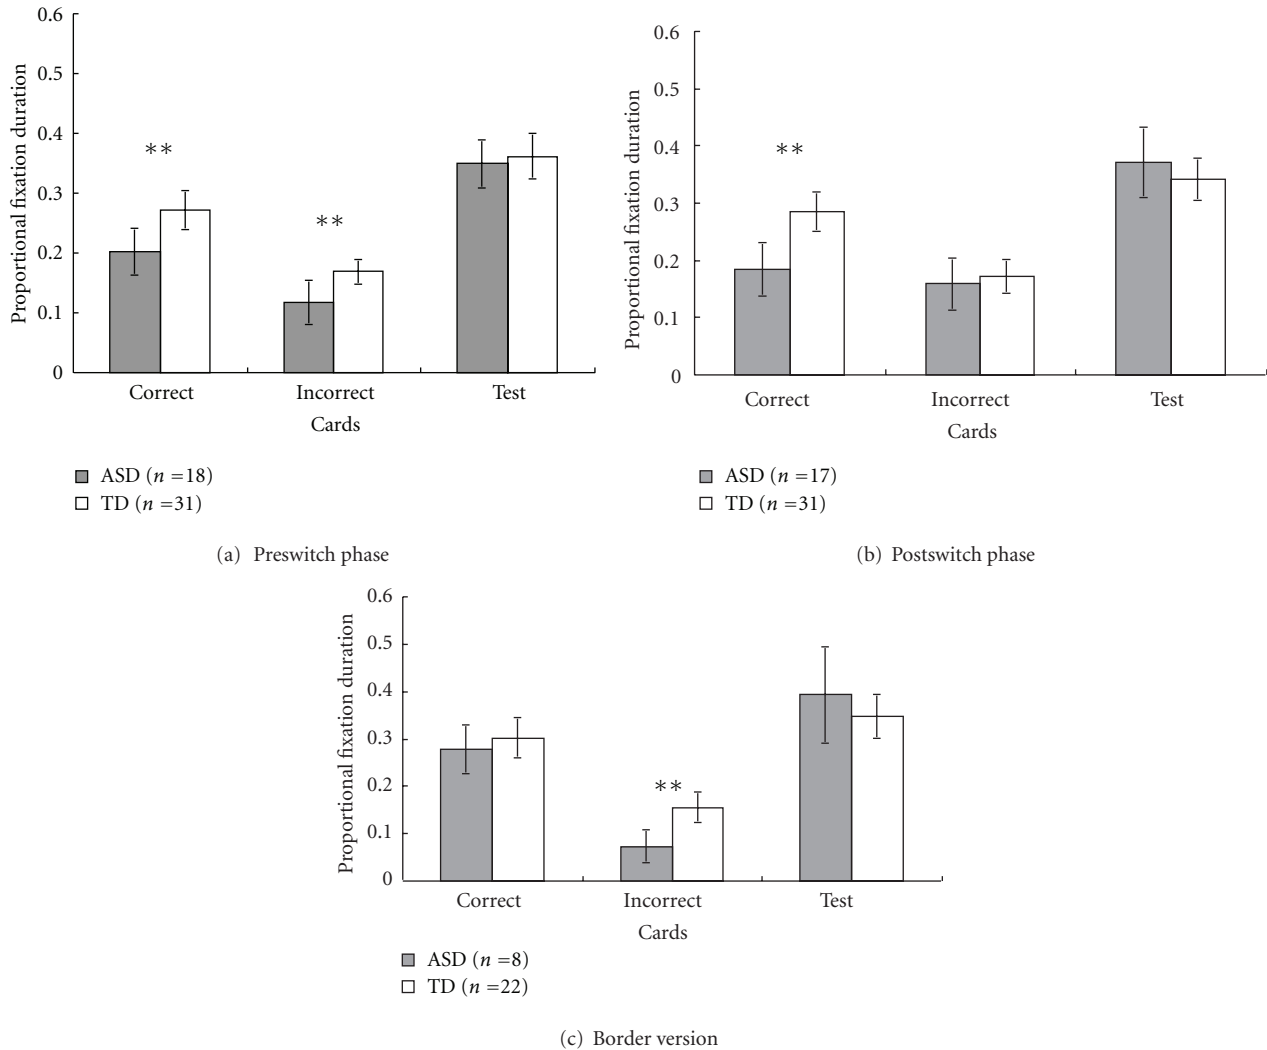 Proportional fixation duration
0.6
0.5
0.4
0.3
0.2
0.1
0
**
**
Correct
Incorrect
Test
Cards
ASD (n =18)
TD (n =31)
(a) Preswitch phase
Proportional fixation duration
0.6
0.5
0.4
0.3
0.2
0.1
0
**
Correct
Incorrect
Test
Cards
ASD (n =17)
TD (n =31)
(b) Postswitch phase
Proportional fixation duration
0.6
0.5
0.4
0.3
0.2
0.1
0
**
Correct
Incorrect
Test
Cards
ASD (n =8)
TD (n =22)
(c) Border version